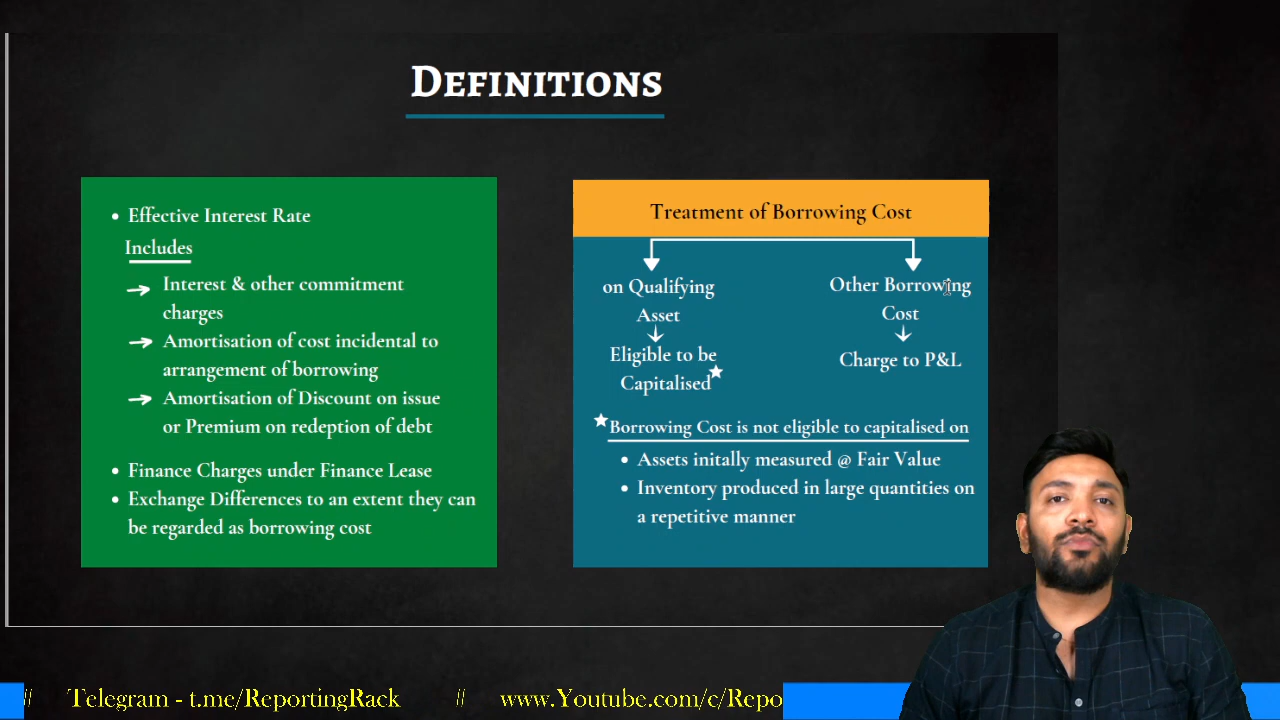 Definitions
• Effective Interest Rate
Includes
Interest & other commitment
charges
Amortisation of cost incidental to
arrangement of borrowing
Amortisation of Discount on issue
or Premium on redeption of debt
• Finance Charges under Finance Lease
• Exchange Differences to an extent they can
be regarded as borrowing cost
Treatment of Borrowing Cost
on Qualifying
Asset
Eligible to be
Capitalised
Other Borrowing
Cost
Charge to P&L
Borrowing Cost is not eligible to capitalised on
• Assets initally measured @ Fair Value
• Inventory produced in large quantities on
a repetitive manner
// Telegram - t.me/ReportingRack // www.Youtube.com/c/Repo